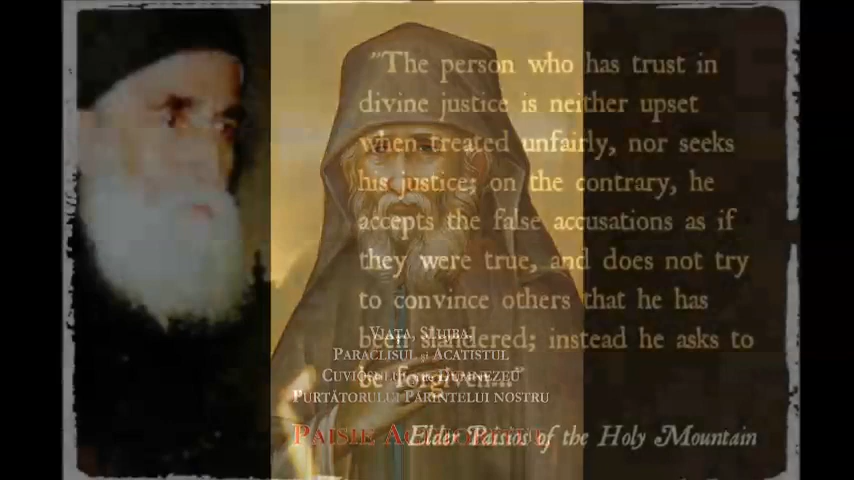 "The person who has trust in
divine justice is neither upset
when treated unfairly, nor seeks
his justice; on the contrary, he
accepts the false accusations as if
they were true, and does not try
to convince others that he has
been slandered; instead he asks to
be forgiven..."
Elder Paisios of the Holy Mountain
Viața, Slujba,
Paraclisul și Acatistul
Cuviosului Dumnezeu
Purtătorului Părintelui nostru
Paisie